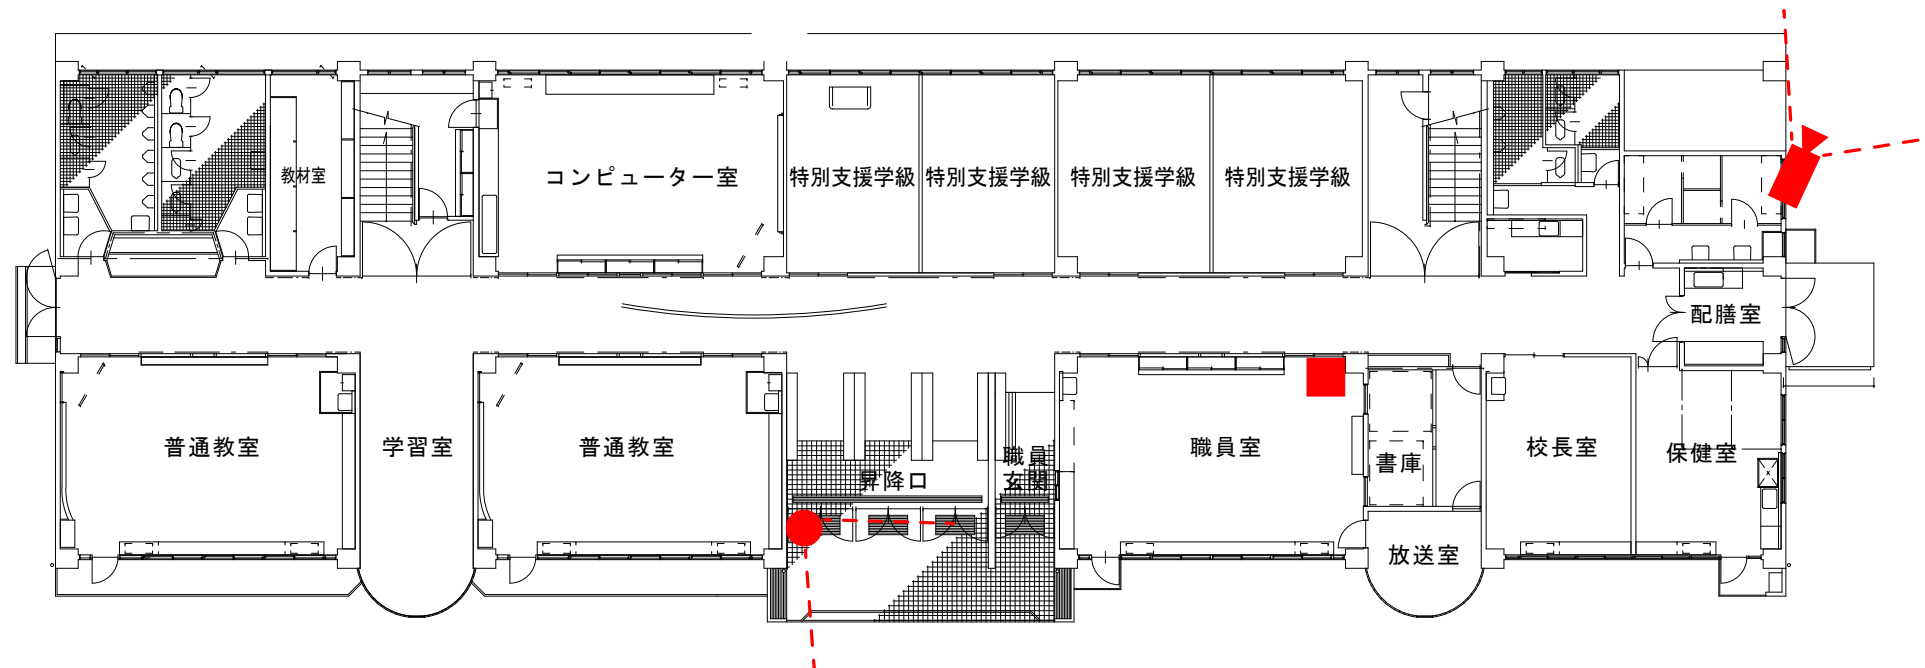 教材室
コンピューター室
特別支援学級
特別支援学級
特別支援学級
特別支援学級
配膳室
普通教室
学習室
普通教室
昇降口
職員
玄関
職員室
書庫
放送室
校長室
保健室